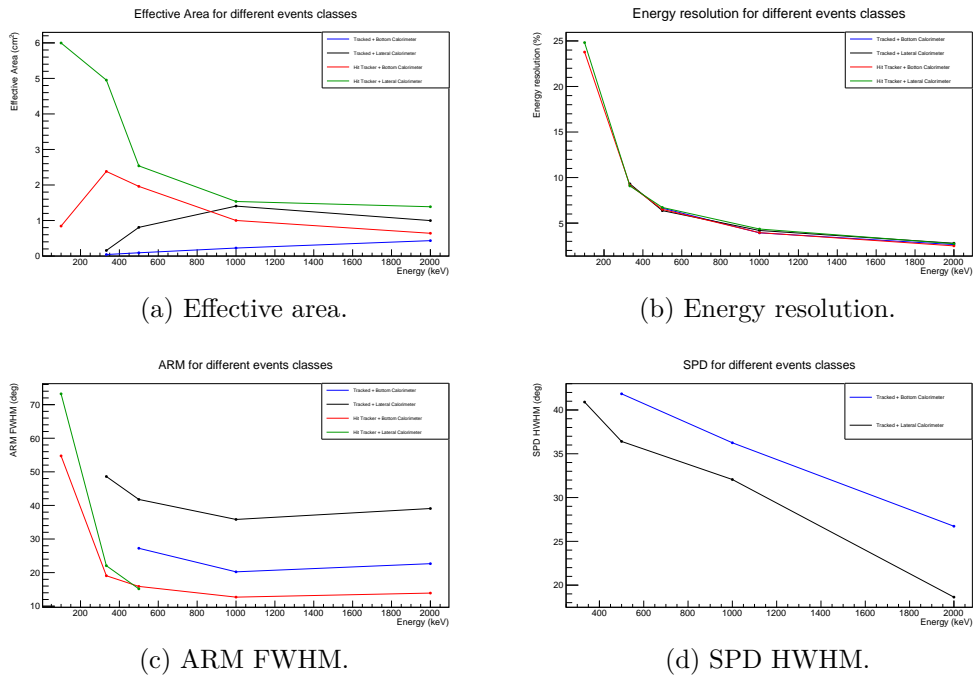 Effective Area for different events classes
Effective Area (cm²)
6
5
4
3
2
1
0
Tracked + Bottom Calorimeter
Tracked + Lateral Calorimeter
Hit Tracker + Bottom Calorimeter
Hit Tracker + Lateral Calorimeter
200 400 600 800 1000 1200 1400 1600 1800 2000
Energy (keV)
(a) Effective area.
Energy resolution for different events classes
Energy resolution (%)
25
20
15
10
5
Tracked + Bottom Calorimeter
Tracked + Lateral Calorimeter
Hit Tracker + Bottom Calorimeter
Hit Tracker + Lateral Calorimeter
200 400 600 800 1000 1200 1400 1600 1800 2000
Energy (keV)
(b) Energy resolution.
ARM for different events classes
ARM FWHM (deg)
70
60
50
40
30
20
10
Tracked + Bottom Calorimeter
Tracked + Lateral Calorimeter
Hit Tracker + Bottom Calorimeter
Hit Tracker + Lateral Calorimeter
200 400 600 800 1000 1200 1400 1600 1800 2000
Energy (keV)
(c) ARM FWHM.
SPD for different events classes
SPD HWHM (deg)
40
35
30
25
20
Tracked + Bottom Calorimeter
Tracked + Lateral Calorimeter
400 600 800 1000 1200 1400 1600 1800 2000
Energy (keV)
(d) SPD HWHM.